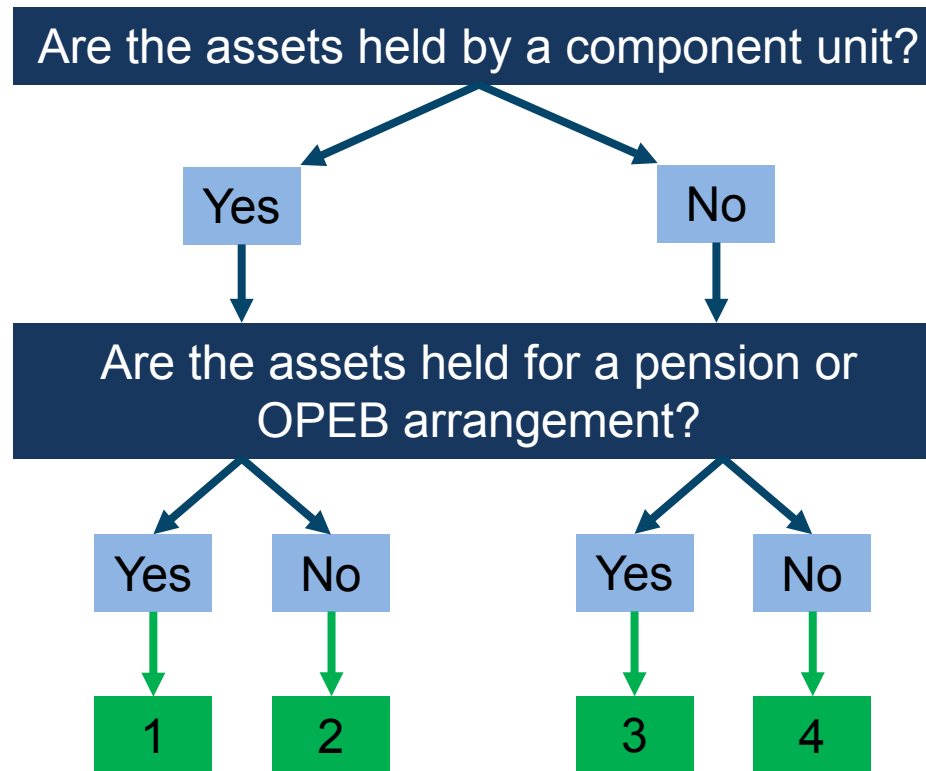 Are the assets held by a component unit?
Yes
No
Are the assets held for a pension or
OPEB arrangement?
Yes
No
Yes
No
1
2
3
4